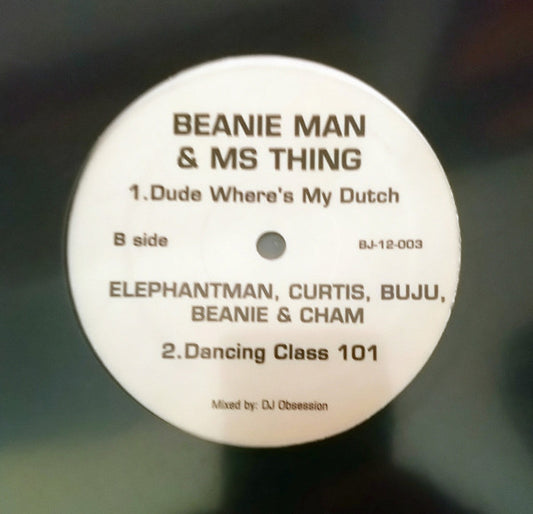 BEANIE MAN
& MS THING
1.Dude Where's My Dutch
B side
BJ-12-003
ELEPHANTMAN, CURTIS, BUJU,
BEANIE & CHAM
2.Dancing Class 101
Mixed by: DJ Obsession